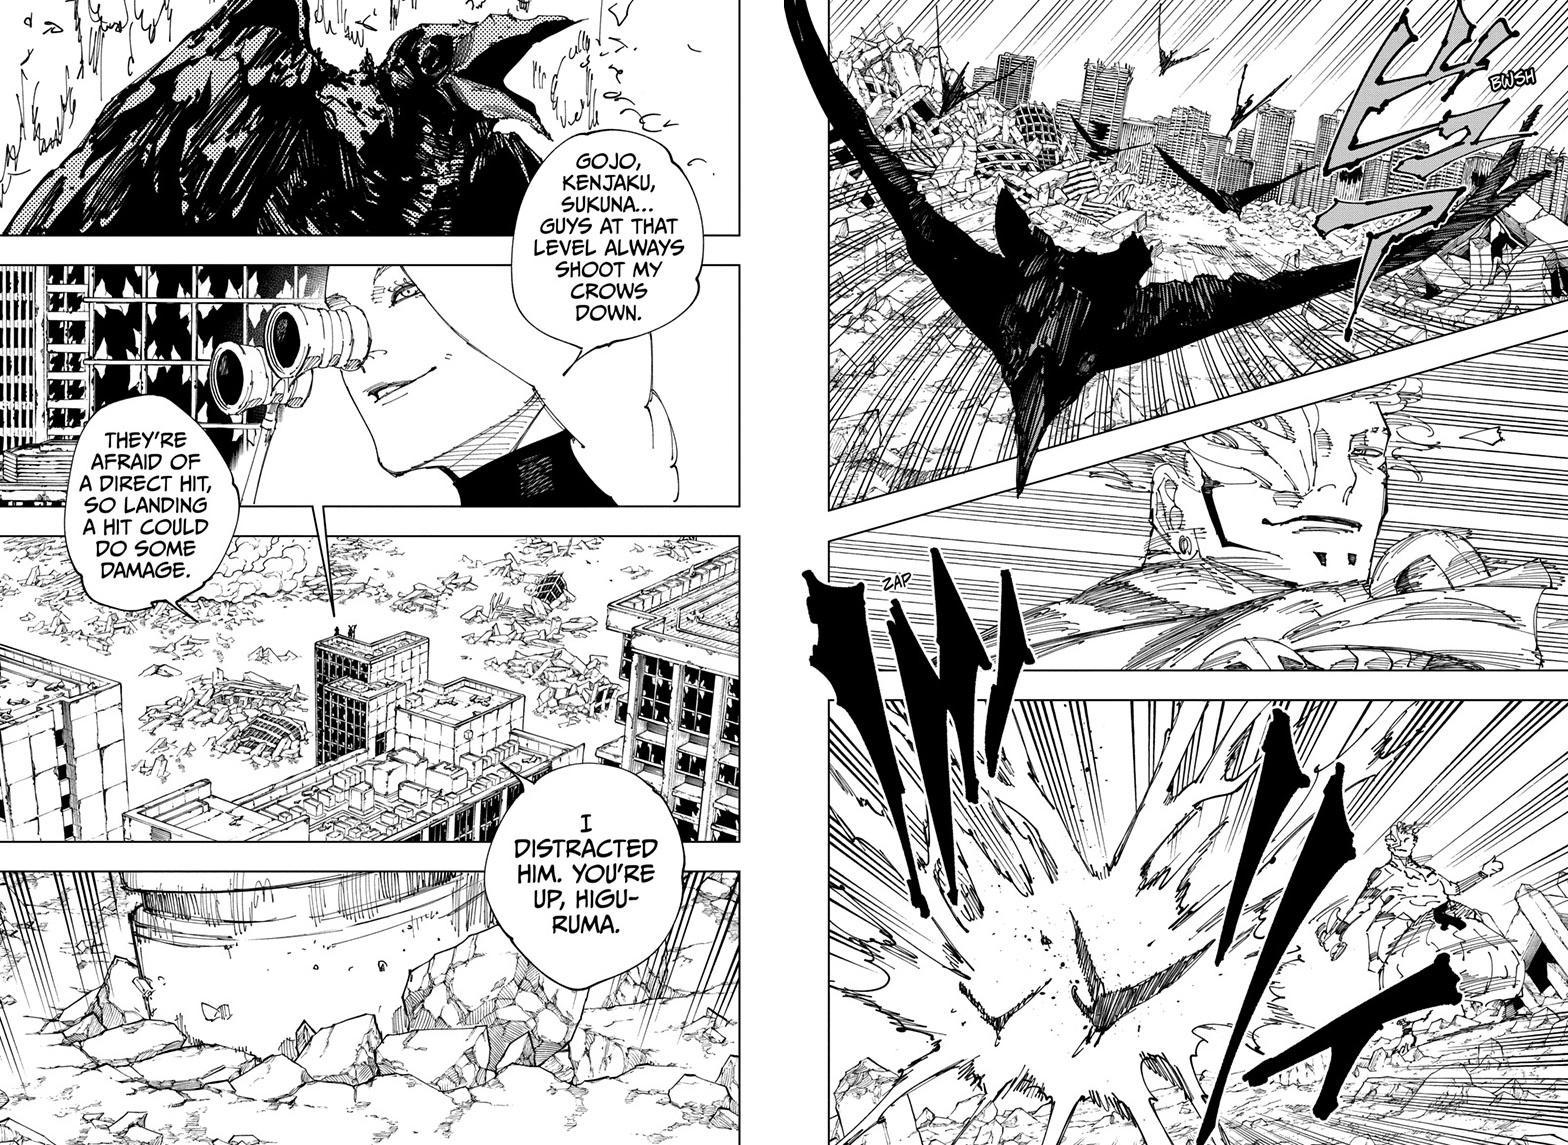 BWSH
ZAP
GOJO,
KENJAKU,
SUKUNA...
GUYS AT THAT
LEVEL ALWAYS
SHOOT MY
CROWS
DOWN.
THEY'RE
AFRAID OF
A DIRECT HIT,
SO LANDING
A HIT COULD
DO SOME
DAMAGE.
I
DISTRACTED
HIM. YOU'RE
UP, HIGU-
RUMA.